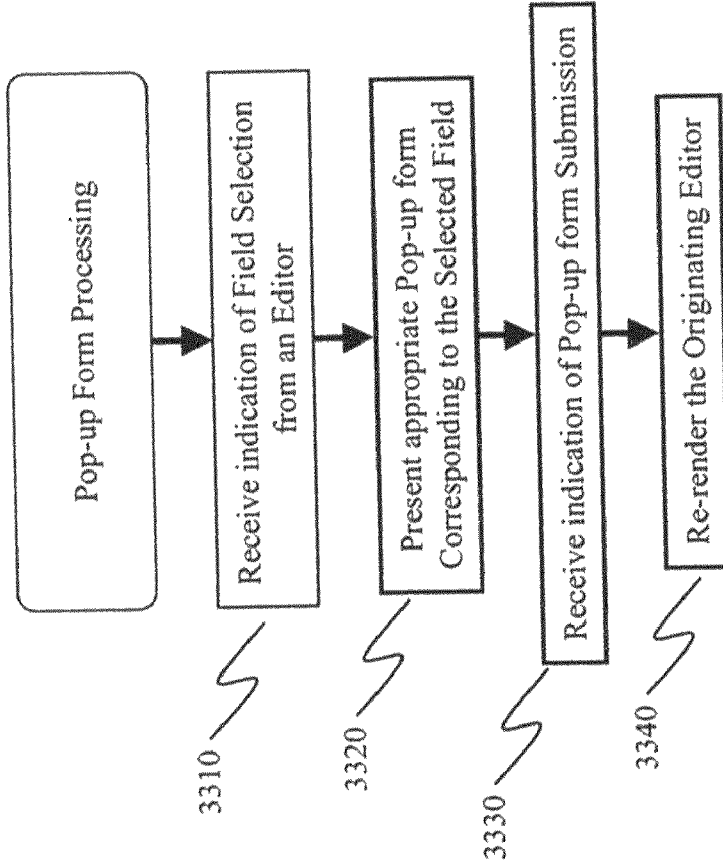 Pop-up Form Processing
3310
Receive indication of Field Selection
from an Editor
3320
Present appropriate Pop-up form
Corresponding to the Selected Field
3330
Receive indication of Pop-up form Submission
3340
Re-render the Originating Editor